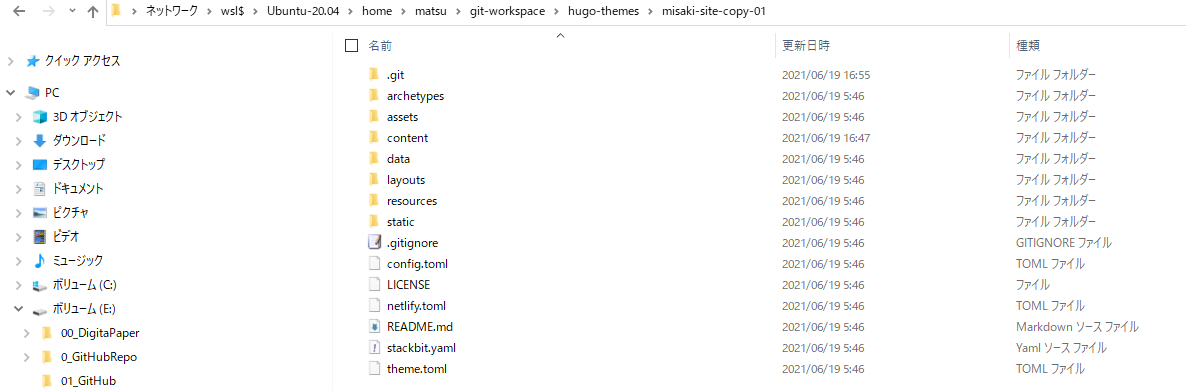 ネットワーク › wsl$ › Ubuntu-20.04 › home › matsu › git-workspace › hugo-themes › misaki-site-copy-01
クイック アクセス
PC
3D オブジェクト
ダウンロード
デスクトップ
ドキュメント
ピクチャ
ビデオ
ミュージック
ボリューム (C:)
ボリューム (E:)
00_DigitaPaper
0_GitHubRepo
01_GitHub
名前 更新日時 種類
.git 2021/06/19 16:55 ファイル フォルダー
archetypes 2021/06/19 5:46 ファイル フォルダー
assets 2021/06/19 5:46 ファイル フォルダー
content 2021/06/19 16:47 ファイル フォルダー
data 2021/06/19 5:46 ファイル フォルダー
layouts 2021/06/19 5:46 ファイル フォルダー
resources 2021/06/19 5:46 ファイル フォルダー
static 2021/06/19 5:46 ファイル フォルダー
.gitignore 2021/06/19 5:46 GITIGNORE ファイル
config.toml 2021/06/19 5:46 TOML ファイル
LICENSE 2021/06/19 5:46 ファイル
netlify.toml 2021/06/19 5:46 TOML ファイル
README.md 2021/06/19 5:46 Markdown ソース ファイル
stackbit.yaml 2021/06/19 5:46 Yaml ソース ファイル
theme.toml 2021/06/19 5:46 TOML ファイル